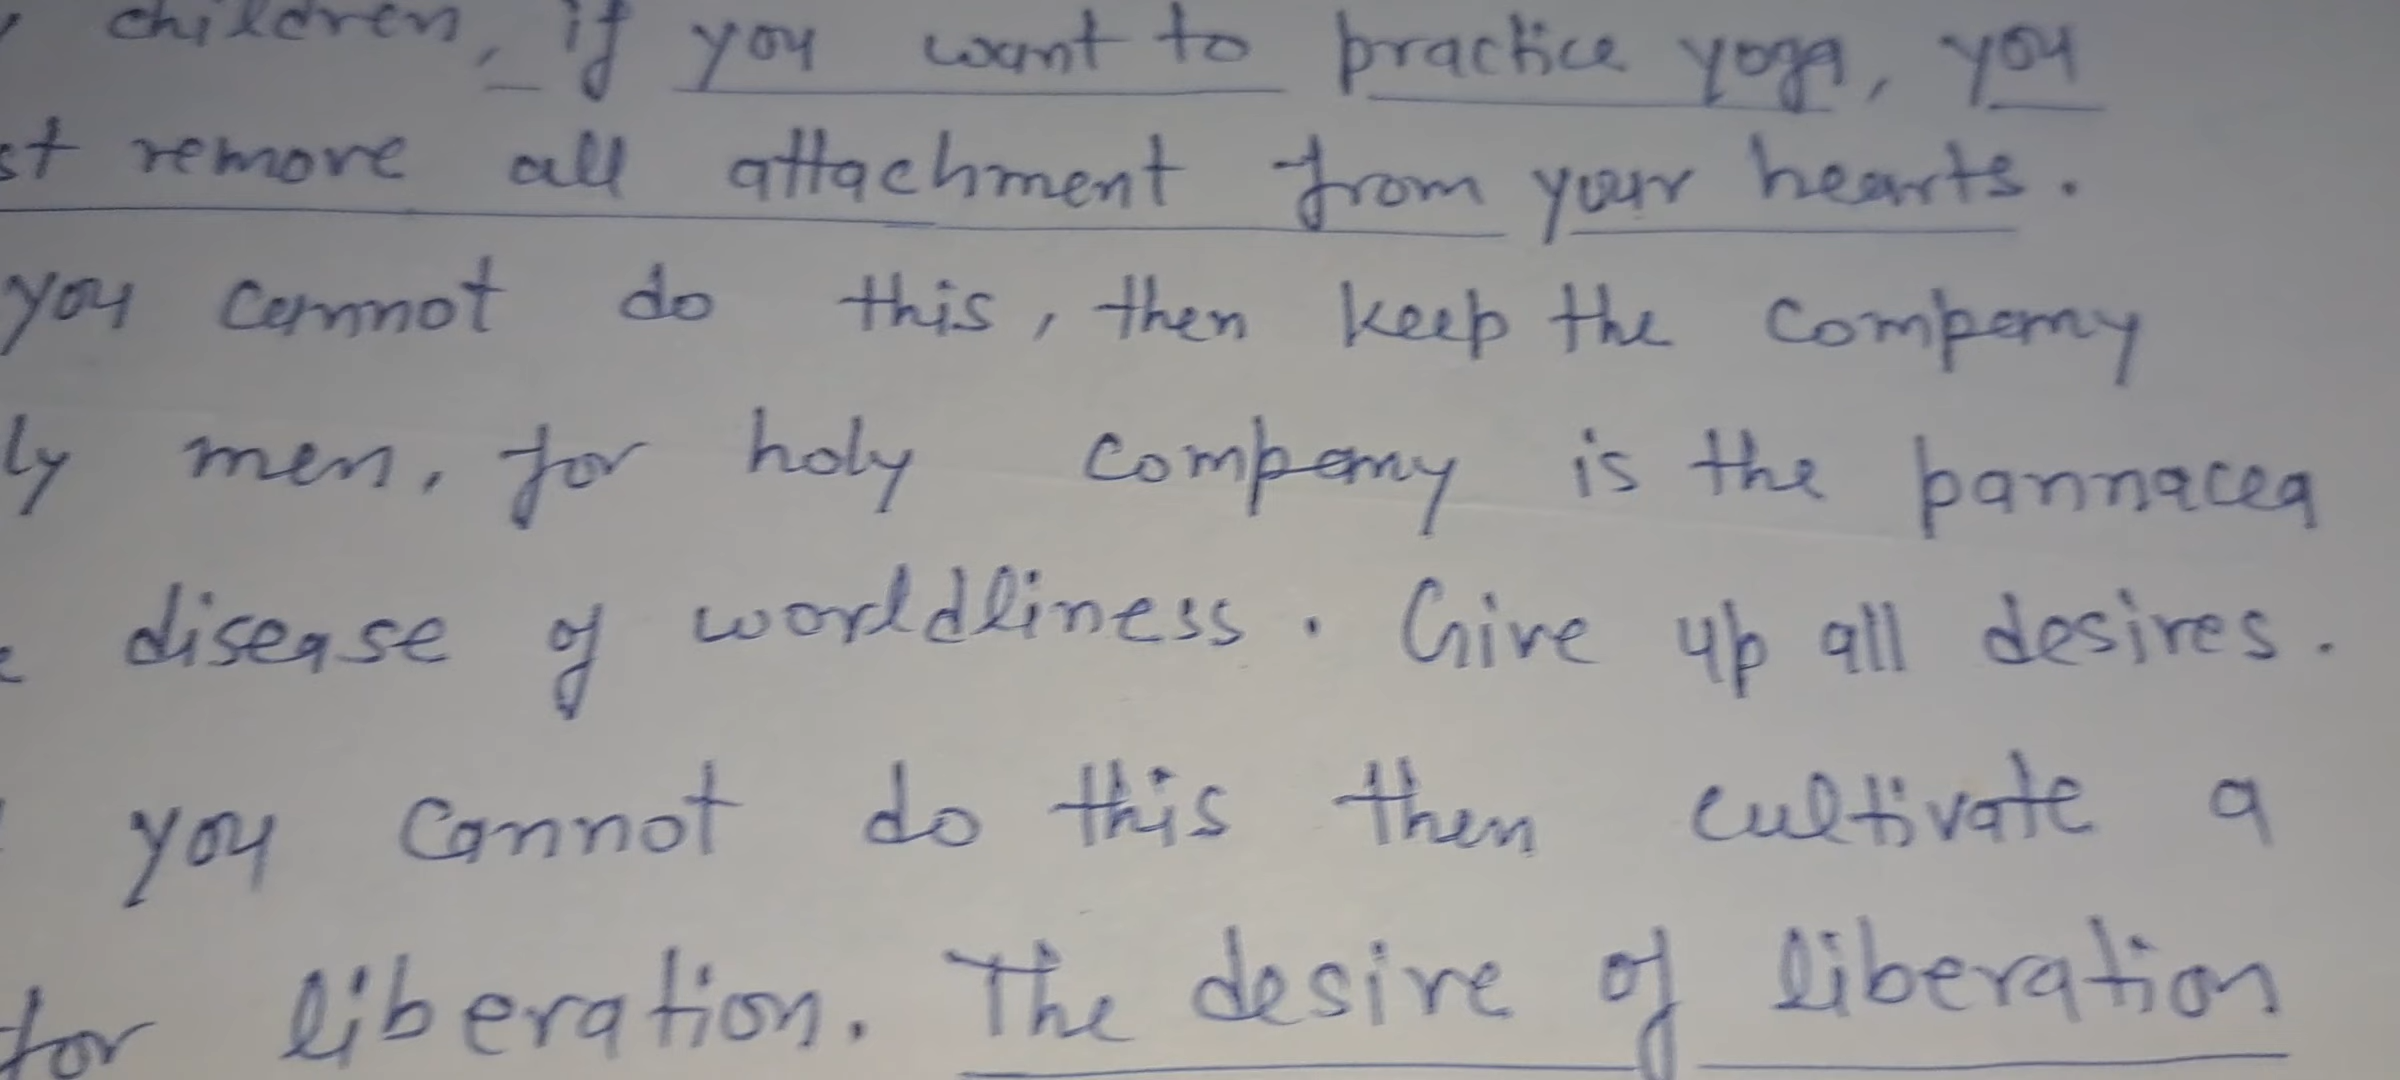 children, if you want to practice yoga, you
st remove all attachment from your hearts.
you cannot do this, then keep the company
ly men, for holy company is the pannacea
e disease of worldliness. Give up all desires.
you cannot do this then cultivate a
for liberation. The desire of liberation